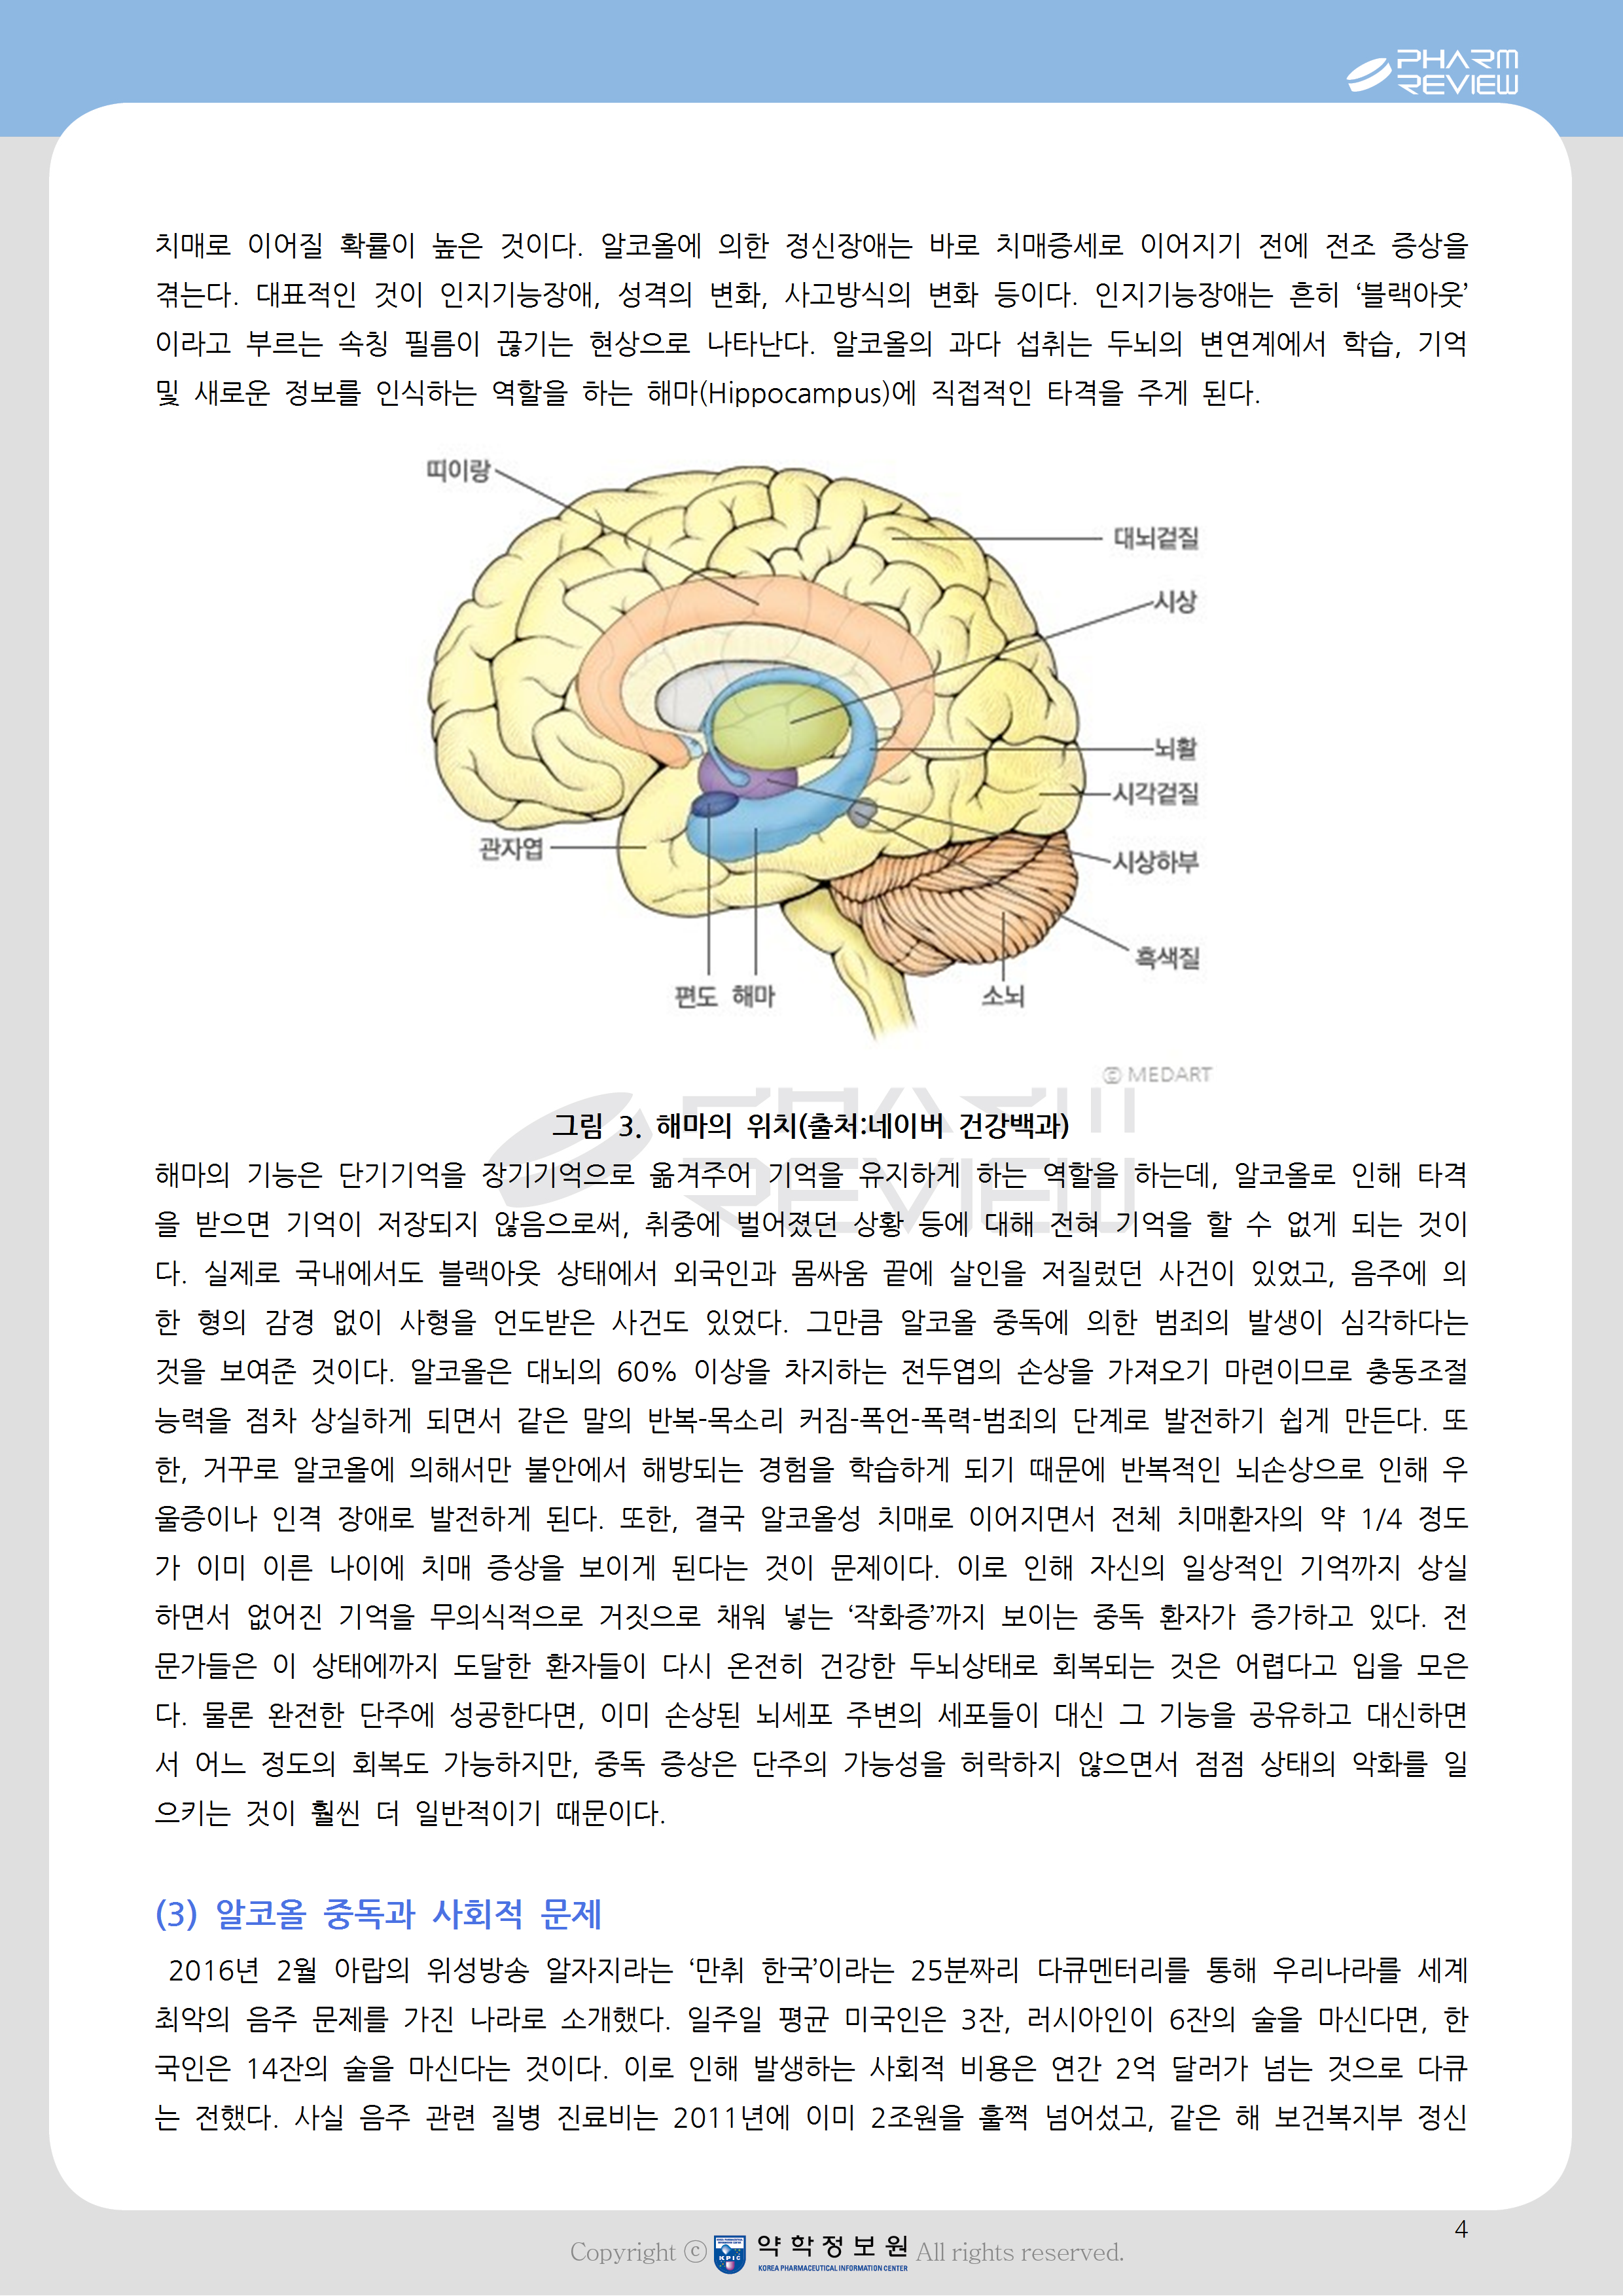 PHARM
REVIEW
치매로 이어질 확률이 높은 것이다. 알코올에 의한 정신장애는 바로 치매증세로 이어지기 전에 전조 증상을
겪는다. 대표적인 것이 인지기능장애, 성격의 변화, 사고방식의 변화 등이다. 인지기능장애는 흔히 ‘블랙아웃’
이라고 부르는 속칭 필름이 끊기는 현상으로 나타난다. 알코올의 과다 섭취는 두뇌의 변연계에서 학습, 기억
및 새로운 정보를 인식하는 역할을 하는 해마(Hippocampus)에 직접적인 타격을 주게 된다.
띠이랑
대뇌겉질
시상
뇌활
시각겉질
관자엽
시상하부
흑색질
편도 해마
소뇌
ⓒ MEDART
그림 3. 해마의 위치(출처:네이버 건강백과)
해마의 기능은 단기기억을 장기기억으로 옮겨주어 기억을 유지하게 하는 역할을 하는데, 알코올로 인해 타격
을 받으면 기억이 저장되지 않음으로써, 취중에 벌어졌던 상황 등에 대해 전혀 기억을 할 수 없게 되는 것이
다. 실제로 국내에서도 블랙아웃 상태에서 외국인과 몸싸움 끝에 살인을 저질렀던 사건이 있었고, 음주에 의
한 형의 감경 없이 사형을 언도받은 사건도 있었다. 그만큼 알코올 중독에 의한 범죄의 발생이 심각하다는
것을 보여준 것이다. 알코올은 대뇌의 60% 이상을 차지하는 전두엽의 손상을 가져오기 마련이므로 충동조절
능력을 점차 상실하게 되면서 같은 말의 반복-목소리 커짐-폭언-폭력-범죄의 단계로 발전하기 쉽게 만든다. 또
한, 거꾸로 알코올에 의해서만 불안에서 해방되는 경험을 학습하게 되기 때문에 반복적인 뇌손상으로 인해 우
울증이나 인격 장애로 발전하게 된다. 또한, 결국 알코올성 치매로 이어지면서 전체 치매환자의 약 1/4 정도
가 이미 이른 나이에 치매 증상을 보이게 된다는 것이 문제이다. 이로 인해 자신의 일상적인 기억까지 상실
하면서 없어진 기억을 무의식적으로 거짓으로 채워 넣는 ‘작화증’까지 보이는 중독 환자가 증가하고 있다. 전
문가들은 이 상태에까지 도달한 환자들이 다시 온전히 건강한 두뇌상태로 회복되는 것은 어렵다고 입을 모은
다. 물론 완전한 단주에 성공한다면, 이미 손상된 뇌세포 주변의 세포들이 대신 그 기능을 공유하고 대신하면
서 어느 정도의 회복도 가능하지만, 중독 증상은 단주의 가능성을 허락하지 않으면서 점점 상태의 악화를 일
으키는 것이 훨씬 더 일반적이기 때문이다.
(3) 알코올 중독과 사회적 문제
2016년 2월 아랍의 위성방송 알자지라는 ‘만취 한국’이라는 25분짜리 다큐멘터리를 통해 우리나라를 세계
최악의 음주 문제를 가진 나라로 소개했다. 일주일 평균 미국인은 3잔, 러시아인이 6잔의 술을 마신다면, 한
국인은 14잔의 술을 마신다는 것이다. 이로 인해 발생하는 사회적 비용은 연간 2억 달러가 넘는 것으로 다큐
는 전했다. 사실 음주 관련 질병 진료비는 2011년에 이미 2조원을 훌쩍 넘어섰고, 같은 해 보건복지부 정신
4
Copyright ⓒ KPIC 약학정보원 All rights reserved.
KOREA PHARMACEUTICAL INFORMATION CENTER